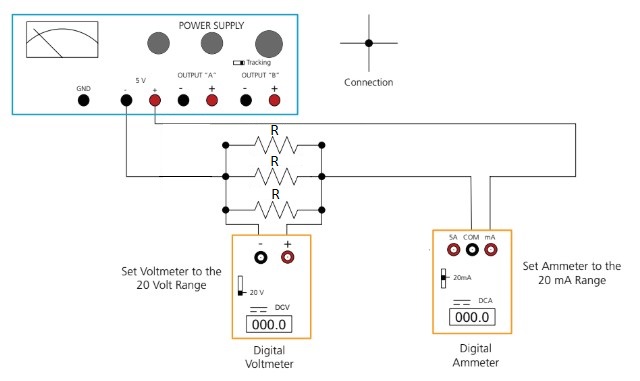 POWER SUPPLY
Tracking
5 V
OUTPUT "A"
OUTPUT "B"
GND
-
+
-
+
-
+
Connection
R
R
R
-
+
20 V
DCV
000.0
Set Voltmeter to the
20 Volt Range
Digital
Voltmeter
5A COM mA
20mA
DCA
000.0
Set Ammeter to the
20 mA Range
Digital
Ammeter